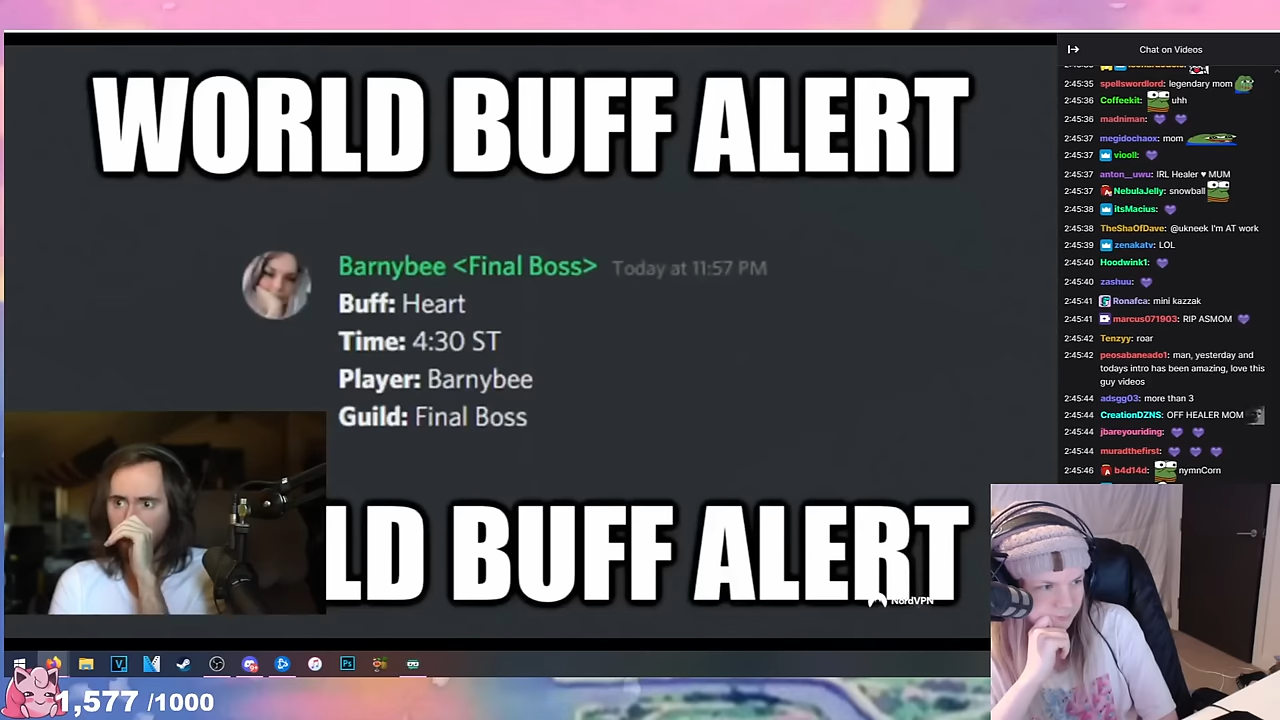 WORLD BUFF ALERT
Barnybee <Final Boss> Today at 11:57 PM
Buff: Heart
Time: 4:30 ST
Player: Barnybee
Guild: Final Boss
LD BUFF ALERT
NordVPN
1,577 /1000
Chat on Videos
2:45:35 spellswordlord: legendary mom
2:45:36 Coffeekit: uhh
2:45:36 madniman:
2:45:37 megidochaox: mom
2:45:37 viooll:
2:45:37 anton__uwu: IRL Healer ♥ MUM
2:45:37 NebulaJelly: snowball
2:45:38 itsMacius:
2:45:38 TheShaOfDave: @ukneek I'm AT work
2:45:39 zenakatv: LOL
2:45:40 Hoodwink1:
2:45:40 zashuu:
2:45:41 Ronafca: mini kazzak
2:45:41 marcus071903: RIP ASMOM
2:45:42 Tenzyy: roar
2:45:42 peosabaneado1: man, yesterday and
todays intro has been amazing, love this
guy videos
2:45:44 adsgg03: more than 3
2:45:44 CreationDZNS: OFF HEALER MOM
2:45:44 jbareyouriding:
2:45:44 muradthefirst:
2:45:46 b4d14d: nymnCorn